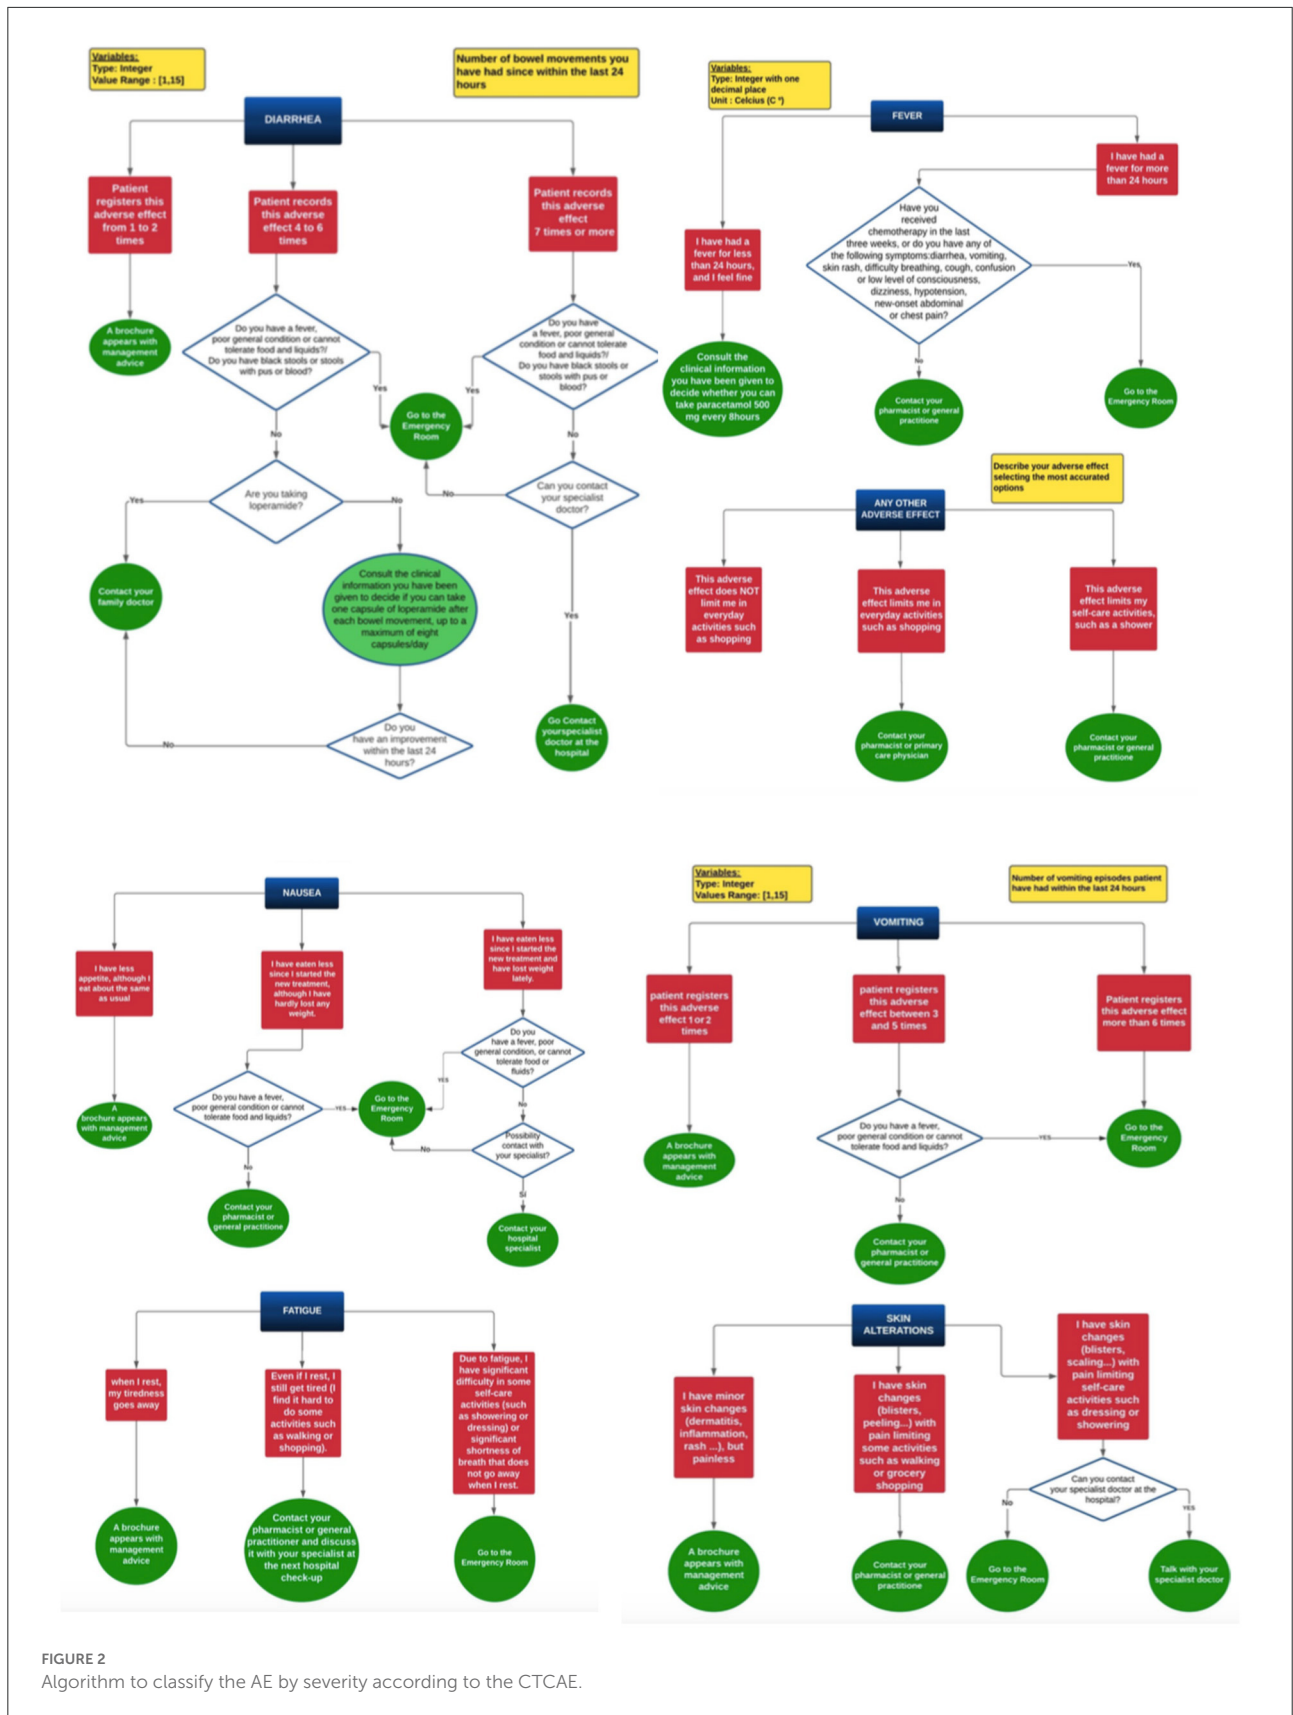 Variables:
Type: Integer
Value Range : [1,15]
Number of bowel movements you
have had since within the last 24
hours
DIARRHEA
Patient
registers this
adverse effect
from 1 to 2
times
Patient records
this adverse
effect 4 to 6
times
Patient records
this adverse
effect
7 times or more
A brochure
appears with
management
advice
Do you have a fever,
poor general condition or cannot
tolerate food and liquids?/
Do you have black stools or stools
with pus or blood?
Do you have
a fever, poor general
condition or cannot tolerate
food and liquids?/
Do you have black stools or
stools with pus or
blood?
Yes
Yes
Go to the
Emergency
Room
No
No
Are you taking
loperamide?
Can you contact
your specialist
doctor?
Yes
No
No
Contact your
family doctor
Consult the clinical
information you have been
given to decide if you can take
one capsule of loperamide after
each bowel movement, up to a
maximum of eight
capsules/day
Yes
Do you
have an improvement
within the last 24
hours?
No
Go Contact
yourspecialist
doctor at the
hospital
Variables:
Type: Integer with one
decimal place
Unit : Celcius (C º)
FEVER
I have had a
fever for more
than 24 hours
I have had a
fever for less
than 24 hours,
and I feel fine
Have you
received
chemotherapy in the last
three weeks, or do you have any of
the following symptoms:diarrhea, vomiting,
skin rash, difficulty breathing, cough, confusion
or low level of consciousness,
dizziness, hypotension,
new-onset abdominal
or chest pain?
Yes
No
Consult the
clinical information
you have been given to
decide whether you can
take paracetamol 500
mg every 8hours
Contact your
pharmacist or general
practitione
Go to the
Emergency Room
Describe your adverse effect
selecting the most accurated
options
ANY OTHER
ADVERSE EFFECT
This adverse
effect does NOT
limit me in
everyday
activities such
as shopping
This adverse
effect limits me in
everyday activities
such as shopping
This adverse
effect limits my
self-care activities,
such as a shower
Contact your
pharmacist or primary
care physician
Contact your
pharmacist or general
practitione
NAUSEA
I have less
appetite, although I
eat about the same
as usual
I have eaten less
since I started the
new treatment,
although I have
hardly lost any
weight.
I have eaten less
since I started the
new treatment and
have lost weight
lately.
A
brochure appears
with management
advice
Do you have a fever,
poor general condition or cannot
tolerate food and liquids?
YES
Go to the
Emergency
Room
Do you
have a fever, poor
general condition, or cannot
tolerate food or
fluids?
YES
No
Possibility
contact with
your specialist?
No
No
Sí
Contact your
pharmacist or
general practitione
Contact your
hospital
specialist
Variables:
Type: Integer
Values Range: [1,15]
Number of vomiting episodes patient
have had within the last 24 hours
VOMITING
patient registers
this adverse
effect 1 or 2
times
patient registers
this adverse
effect between 3
and 5 times
Patient registers
this adverse effect
more than 6 times
A brochure
appears with
management
advice
Do you have a fever,
poor general condition or cannot
tolerate food and liquids?
YES
Go to the
Emergency
Room
No
Contact your
pharmacist or
general practitione
FATIGUE
when I rest,
my tiredness
goes away
Even if I rest, I
still get tired (I
find it hard to
do some
activities such
as walking or
shopping).
Due to fatigue, I
have significant
difficulty in some
self-care
activities (such
as showering or
dressing) or
significant
shortness of
breath that does
not go away
when I rest.
A brochure
appears with
management
advice
Contact your
pharmacist or general
practitioner and discuss
it with your specialist at
the next hospital
check-up
Go to the
Emergency Room
SKIN
ALTERATIONS
I have minor
skin changes
(dermatitis,
inflammation,
rash ...), but
painless
I have skin
changes
(blisters,
peeling...) with
pain limiting
some activities
such as walking
or grocery
shopping
I have skin
changes
(blisters,
scaling...) with
pain limiting
self-care
activities such
as dressing or
showering
Can you contact
your specialist doctor at the
hospital?
No
YES
A brochure
appears with
management
advice
Contact your
pharmacist or general
practitione
Go to the
Emergency Room
Talk with your
specialist doctor
FIGURE 2
Algorithm to classify the AE by severity according to the CTCAE.